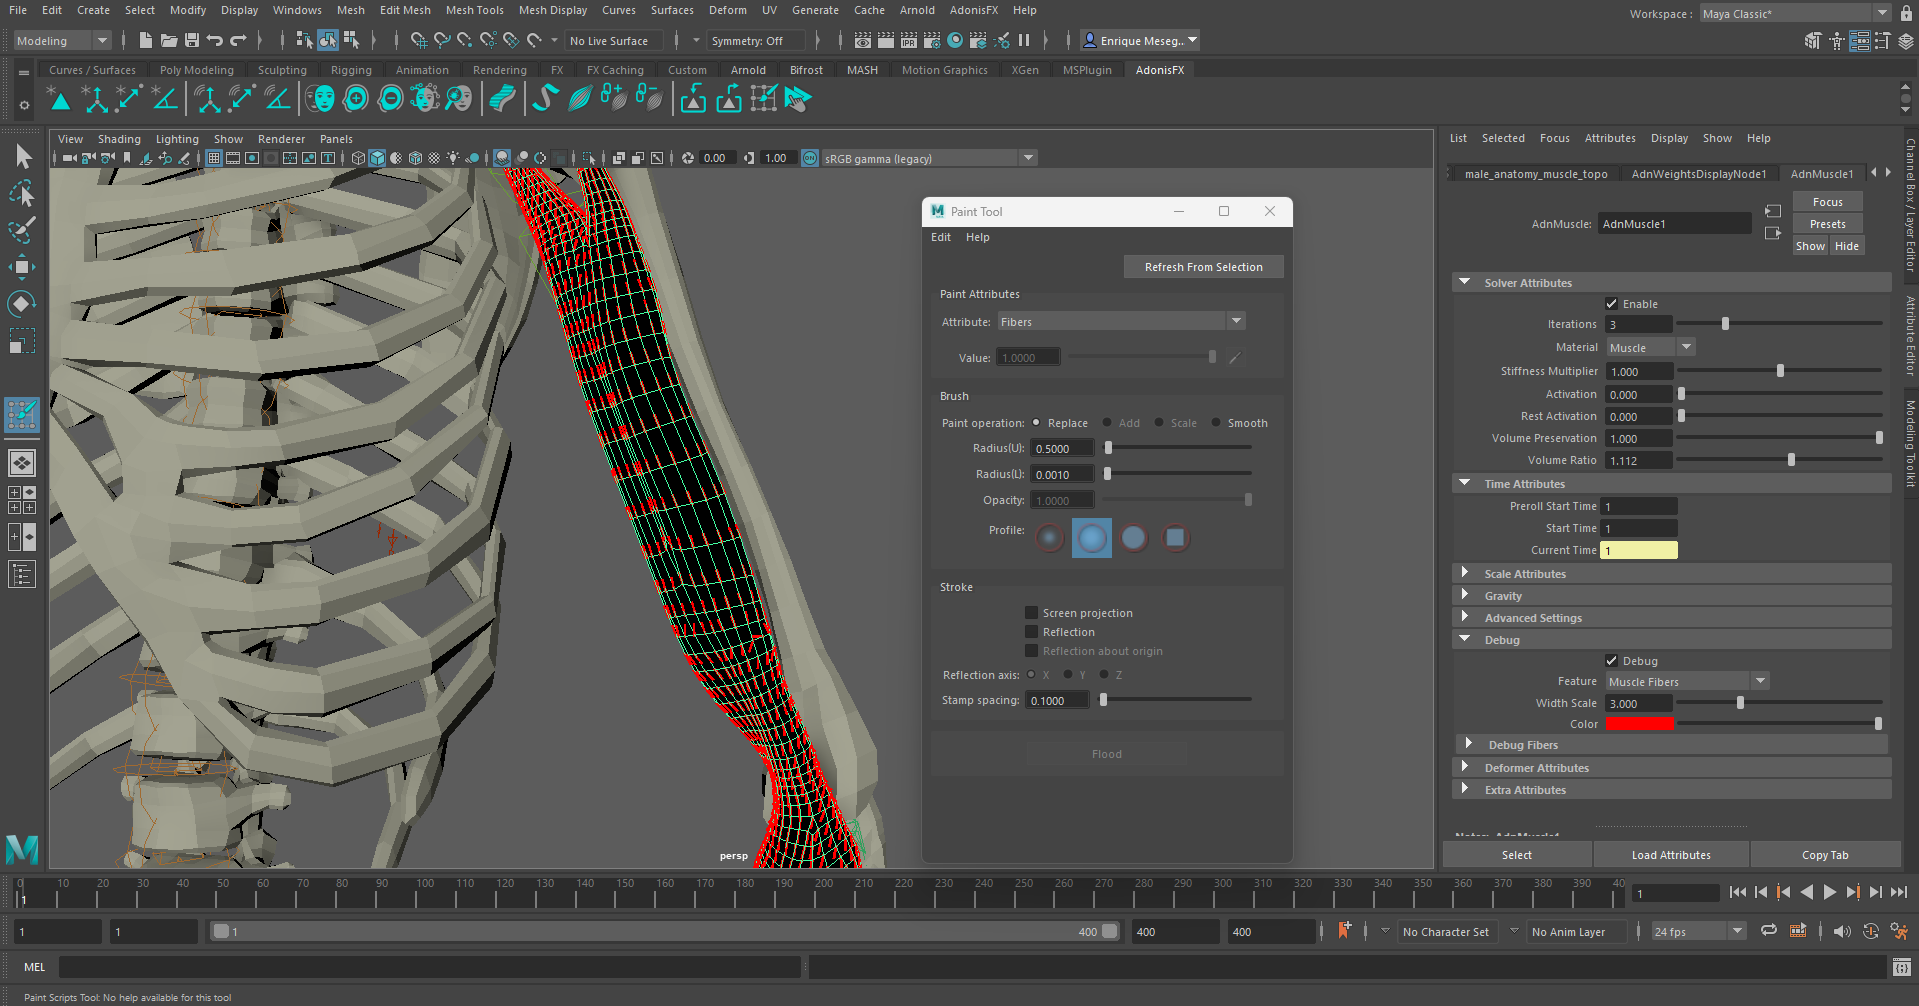 File Edit Create Select Modify Display Windows Mesh Edit Mesh Mesh Tools Mesh Display Curves Surfaces Deform UV Generate Cache Arnold AdonisFX Help
Workspace : Maya Classic*
Modeling No Live Surface Symmetry: Off IPR Enrique Meseg...
Curves / Surfaces Poly Modeling Sculpting Rigging Animation Rendering FX FX Caching Custom Arnold Bifrost MASH Motion Graphics XGen MSPlugin AdonisFX
View Shading Lighting Show Renderer Panels
0.00 1.00 ON sRGB gamma (legacy)
persp
Paint Tool
Edit Help
Refresh From Selection
Paint Attributes
Attribute: Fibers
Value: 1.0000
Brush
Paint operation: Replace Add Scale Smooth
Radius(U): 0.5000
Radius(L): 0.0010
Opacity: 1.0000
Profile:
Stroke
Screen projection
Reflection
Reflection about origin
Reflection axis: X Y Z
Stamp spacing: 0.1000
Flood
List Selected Focus Attributes Display Show Help
male_anatomy_muscle_topo AdnWeightsDisplayNode1 AdnMuscle1
Focus
AdnMuscle: AdnMuscle1 Presets
Show Hide
Solver Attributes
Enable
Iterations 3
Material Muscle
Stiffness Multiplier 1.000
Activation 0.000
Rest Activation 0.000
Volume Preservation 1.000
Volume Ratio 1.112
Time Attributes
Preroll Start Time 1
Start Time 1
Current Time 1
Scale Attributes
Gravity
Advanced Settings
Debug
Debug
Feature Muscle Fibers
Width Scale 3.000
Color
Debug Fibers
Deformer Attributes
Extra Attributes
Notes: AdnMuscle1
Select Load Attributes Copy Tab
Channel Box / Layer Editor
Attribute Editor
Modeling Toolkit
0 10 20 30 40 50 60 70 80 90 100 110 120 130 140 150 160 170 180 190 200 210 220 230 240 250 260 270 280 290 300 310 320 330 340 350 360 370 380 390 40
1 1
1 1 1 400 400 400 No Character Set No Anim Layer 24 fps
MEL
Paint Scripts Tool: No help available for this tool